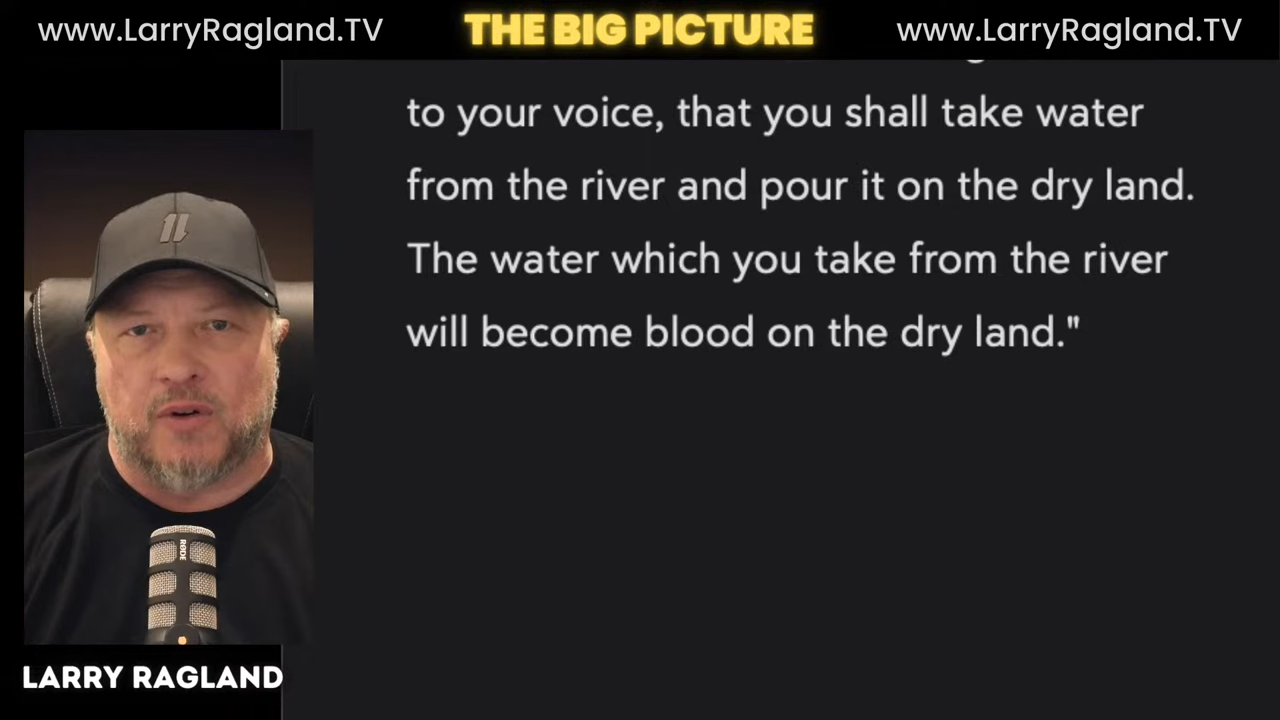 www.LarryRagland.TV
THE BIG PICTURE
www.LarryRagland.TV
to your voice, that you shall take water
from the river and pour it on the dry land.
The water which you take from the river
will become blood on the dry land."
RØDE
LARRY RAGLAND